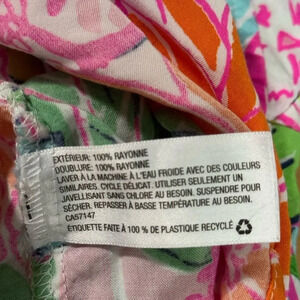 EXTÉRIEUR: 100% RAYONNE
DOUBLURE: 100% RAYONNE
LAVER À LA MACHINE À L'EAU FROIDE AVEC DES COULEURS
SIMILAIRES. CYCLE DÉLICAT. UTILISER SEULEMENT UN
JAVELLISANT SANS CHLORE AU BESOIN. SUSPENDRE POUR
SÉCHER. REPASSER À BASSE TEMPÉRATURE AU BESOIN.
CA57147
ÉTIQUETTE FAITE À 100 % DE PLASTIQUE RECYCLÉ